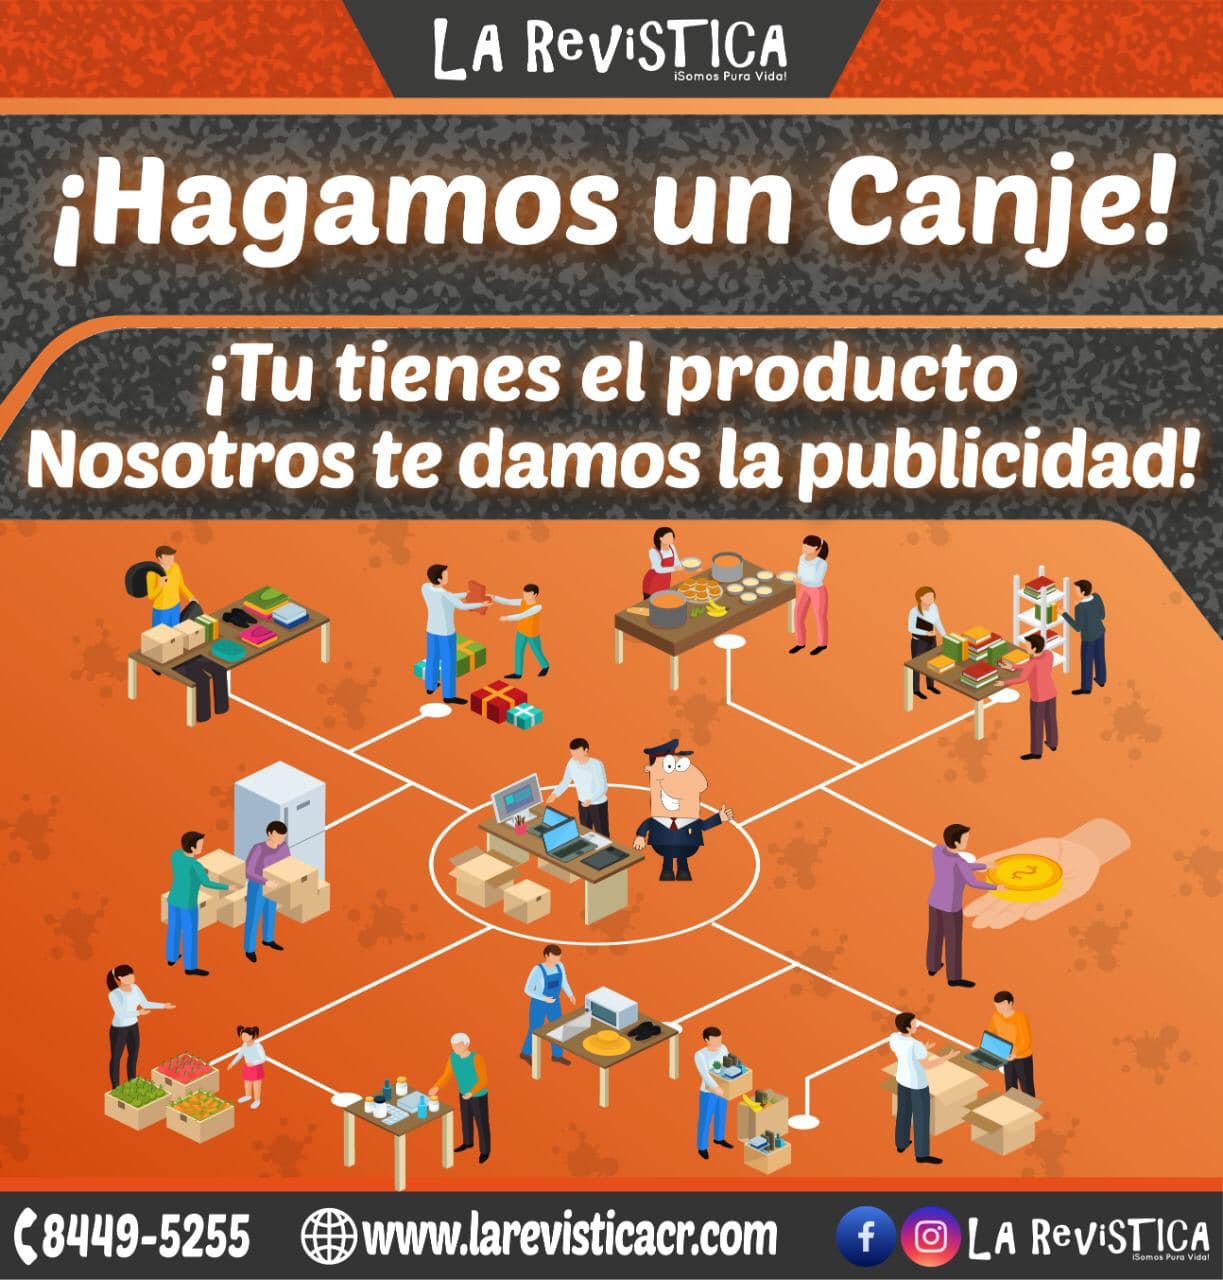 LA ReViSTICA
¡Somos Pura Vida!
¡Hagamos un Canje!
¡Tu tienes el producto
Nosotros te damos la publicidad!
8449-5255 www.larevisticacr.com f LA ReViSTICA
¡Somos Pura Vida!